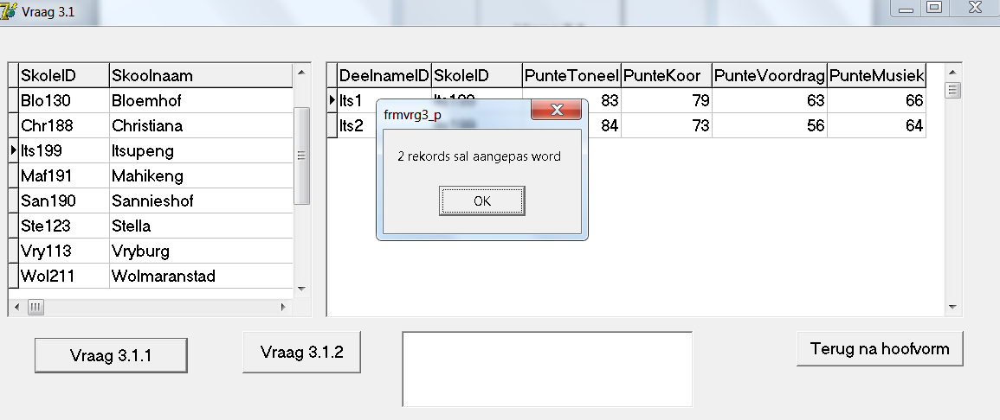 Vraag 3.1
SkoleID Skoolnaam
Blo130 Bloemhof
Chr188 Christiana
Its199 Itsupeng
Maf191 Mahikeng
San190 Sannieshof
Ste123 Stella
Vry113 Vryburg
Wol211 Wolmaranstad
DeelnameID SkoleID PunteToneel PunteKoor PunteVoordrag PunteMusiek
Its1 83 79 63 66
Its2 84 73 56 64
frmvrg3_p
2 rekords sal aangepas word
OK
Vraag 3.1.1
Vraag 3.1.2
Terug na hoofvorm